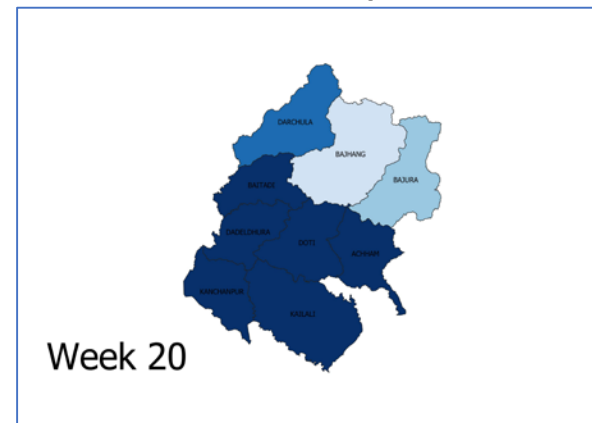 DARCHULA
BAJHANG
BAJURA
BAITADI
DADELDHURA
DOTI
ACHHAM
KANCHANPUR
KAILALI
Week 20